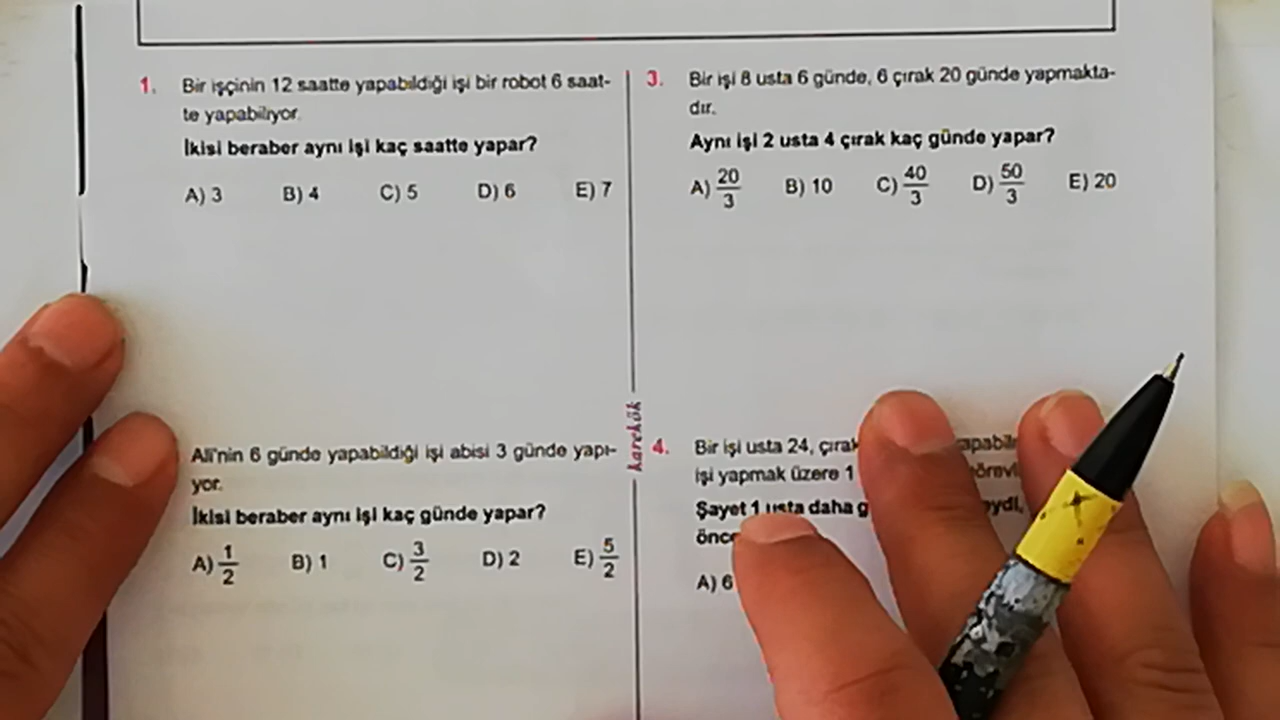 1. Bir işçinin 12 saatte yapabildiği işi bir robot 6 saat-
te yapabiliyor.
İkisi beraber aynı işi kaç saatte yapar?
A) 3 B) 4 C) 5 D) 6 E) 7
Ali'nin 6 günde yapabildiği işi abisi 3 günde yapı-
yor.
İkisi beraber aynı işi kaç günde yapar?
A) 1/2 B) 1 C) 3/2 D) 2 E) 5/2
karekök
3. Bir işi 8 usta 6 günde, 6 çırak 20 günde yapmakta-
dır.
Aynı işi 2 usta 4 çırak kaç günde yapar?
A) 20/3 B) 10 C) 40/3 D) 50/3 E) 20
4. Bir işi usta 24, çırak
işi yapmak üzere 1
Şayet 1 usta daha
A) 6